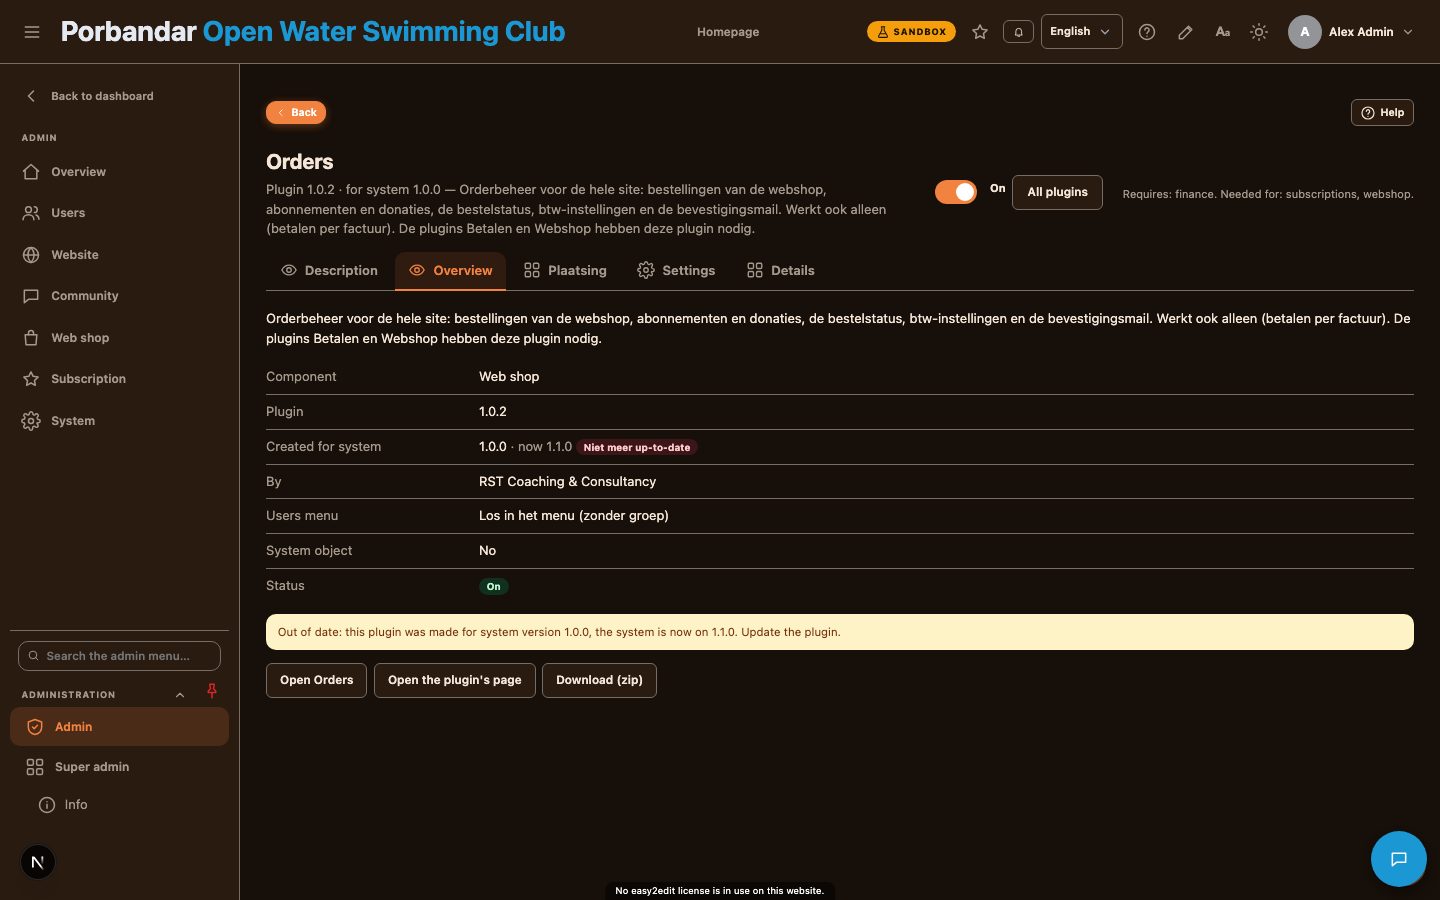 Porbandar Open Water Swimming Club
Homepage
SANDBOX
English
Aa
A
Alex Admin
Back to dashboard
ADMIN
Overview
Users
Website
Community
Web shop
Subscription
System
Search the admin menu...
ADMINISTRATION
Admin
Super admin
Info
N
Back
Help
Orders
Plugin 1.0.2 · for system 1.0.0 — Orderbeheer voor de hele site: bestellingen van de webshop,
abonnementen en donaties, de bestelstatus, btw-instellingen en de bevestigingsmail. Werkt ook alleen
(betalen per factuur). De plugins Betalen en Webshop hebben deze plugin nodig.
On
All plugins
Requires: finance. Needed for: subscriptions, webshop.
Description
Overview
Plaatsing
Settings
Details
Orderbeheer voor de hele site: bestellingen van de webshop, abonnementen en donaties, de bestelstatus, btw-instellingen en de bevestigingsmail. Werkt ook alleen (betalen per factuur). De
plugins Betalen en Webshop hebben deze plugin nodig.
Component Web shop
Plugin 1.0.2
Created for system 1.0.0 · now 1.1.0 Niet meer up-to-date
By RST Coaching & Consultancy
Users menu Los in het menu (zonder groep)
System object No
Status On
Out of date: this plugin was made for system version 1.0.0, the system is now on 1.1.0. Update the plugin.
Open Orders
Open the plugin's page
Download (zip)
No easy2edit license is in use on this website.